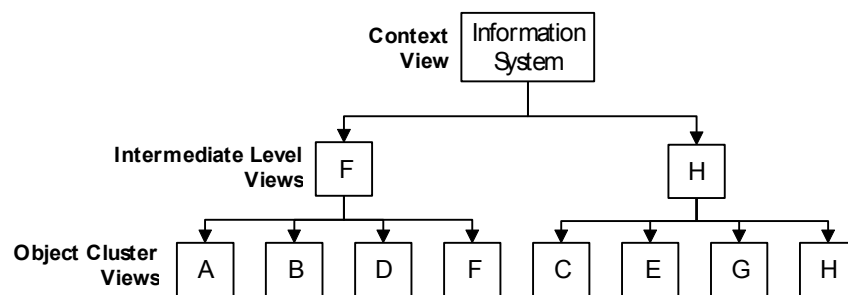 Context
View
Information
System
Intermediate Level
Views
F
H
Object Cluster
Views
A
B
D
F
C
E
G
H